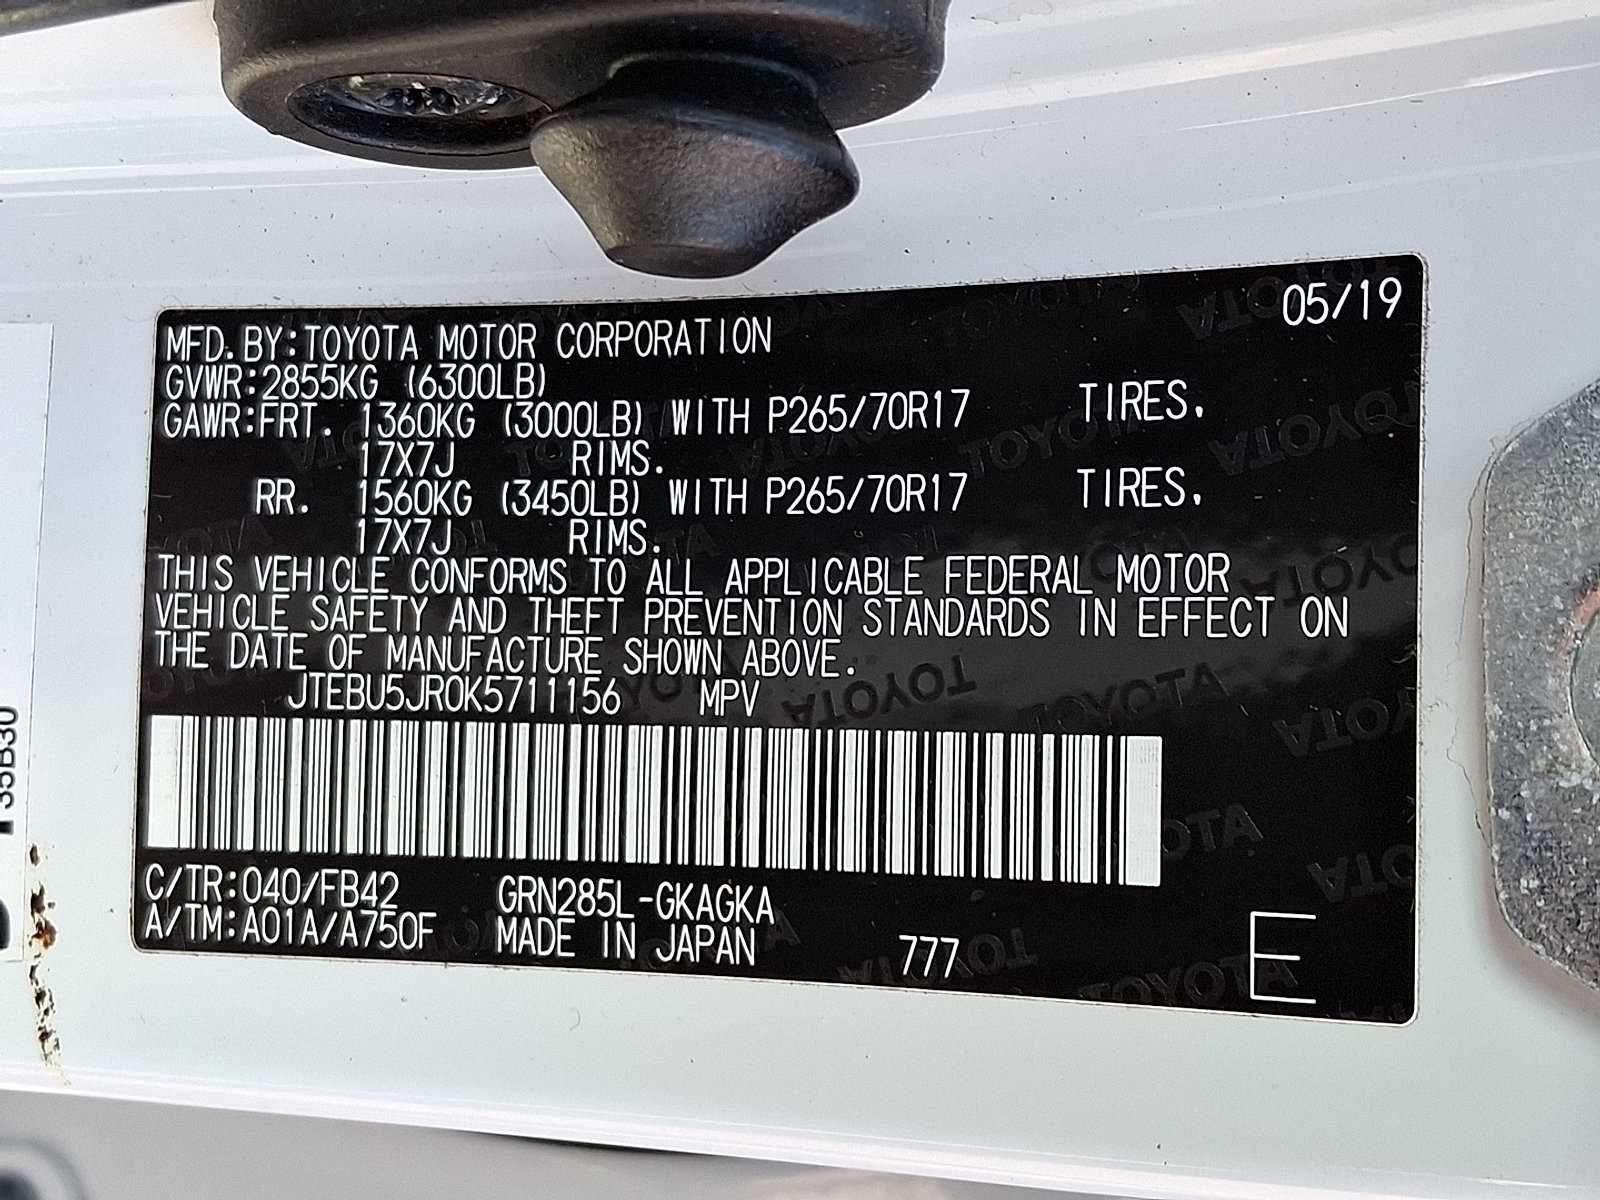 05/19
MFD. BY:TOYOTA MOTOR CORPORATION
GVWR:2855KG (6300LB)
GAWR:FRT. 1360KG (3000LB) WITH P265/70R17 TIRES,
17X7J RIMS.
RR. 1560KG (3450LB) WITH P265/70R17 TIRES,
17X7J RIMS.
THIS VEHICLE CONFORMS TO ALL APPLICABLE FEDERAL MOTOR
VEHICLE SAFETY AND THEFT PREVENTION STANDARDS IN EFFECT ON
THE DATE OF MANUFACTURE SHOWN ABOVE.
JTEBU5JR0K5711156 MPV
C/TR:040/FB42 GRN285L-GKAGKA
A/TM:A01A/A750F MADE IN JAPAN 777 E